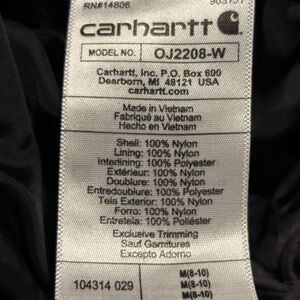 RN#14806
carhartt
MODEL NO. OJ2208-W
Carhartt, Inc. P.O. Box 600
Dearborn, MI 48121 USA
carhartt.com
Made in Vietnam
Fabriqué au Vietnam
Hecho en Vietnam
Shell: 100% Nylon
Lining: 100% Nylon
Interlining: 100% Polyester
Extérieur: 100% Nylon
Doublure: 100% Nylon
Entredoublure: 100% Polyester
Tela Exterior: 100% Nylon
Forro: 100% Nylon
Entretela: 100% Poliéster
Exclusive Trimming
Sauf Garnitures
Excepto Adorno
104314 029
M(8-10)
M(8-10)
M(8-10)